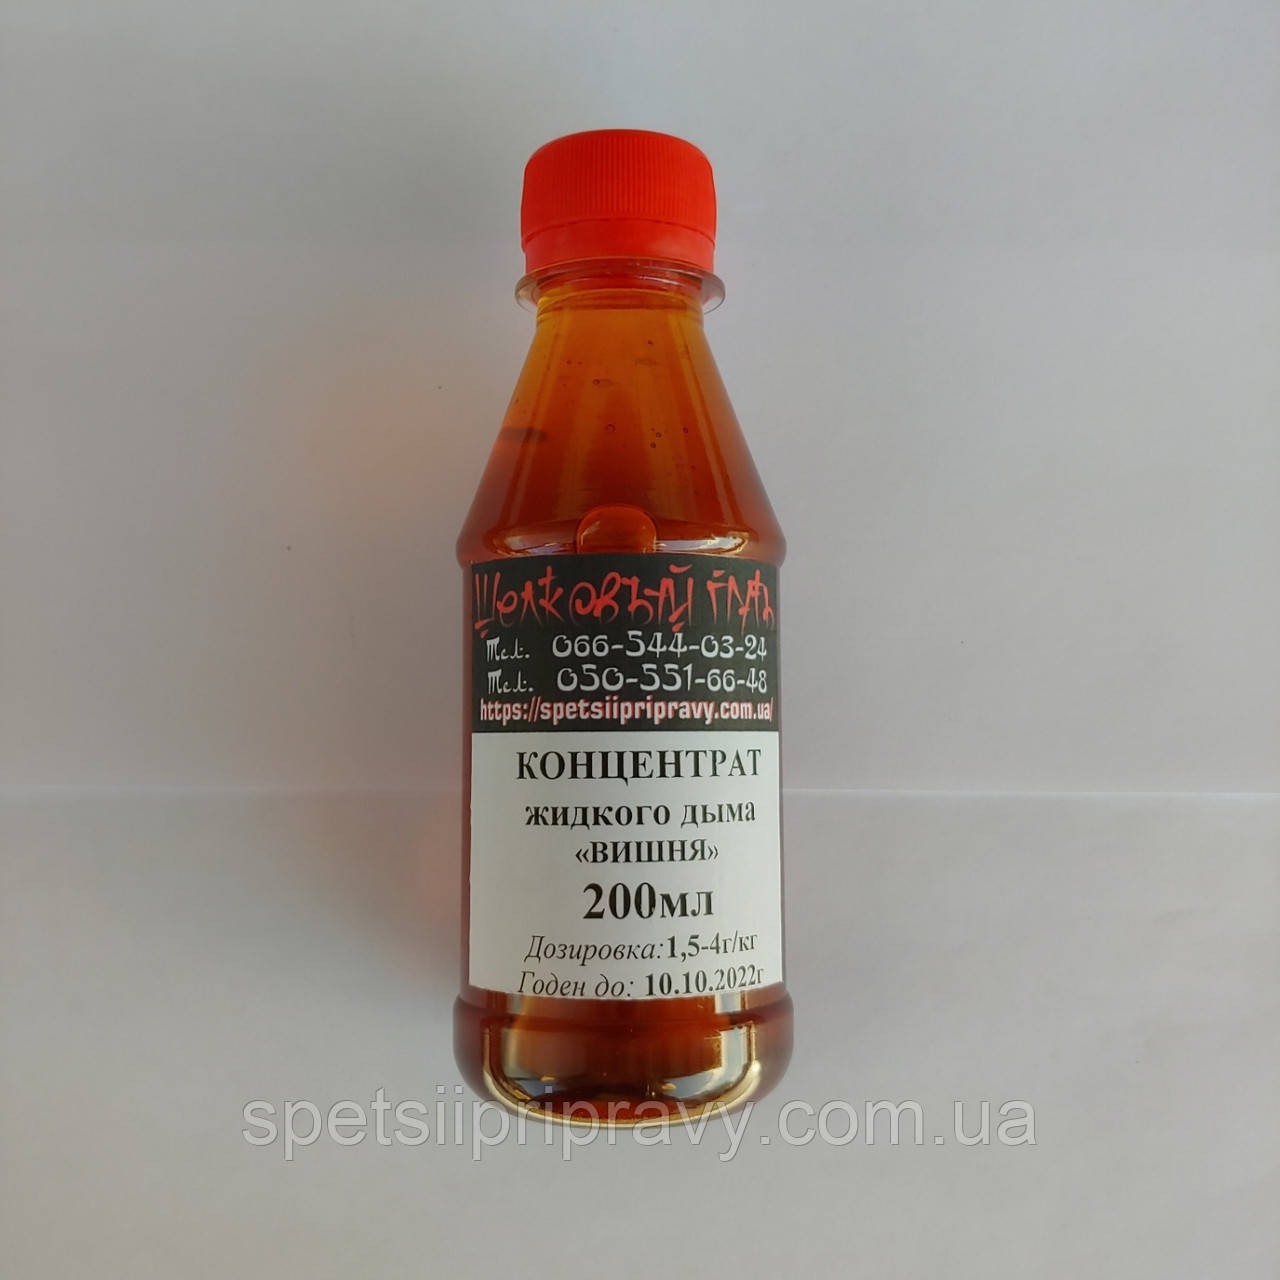 Шелковый путь
Тел. 066-544-03-24
Тел. 050-551-66-48
https://spetsiipripravy.com.ua/
КОНЦЕНТРАТ
жидкого дыма
«ВИШНЯ»
200мл
Дозировка:1,5-4г/кг
Годен до: 10.10.2022г
spetsiipripravy.com.ua